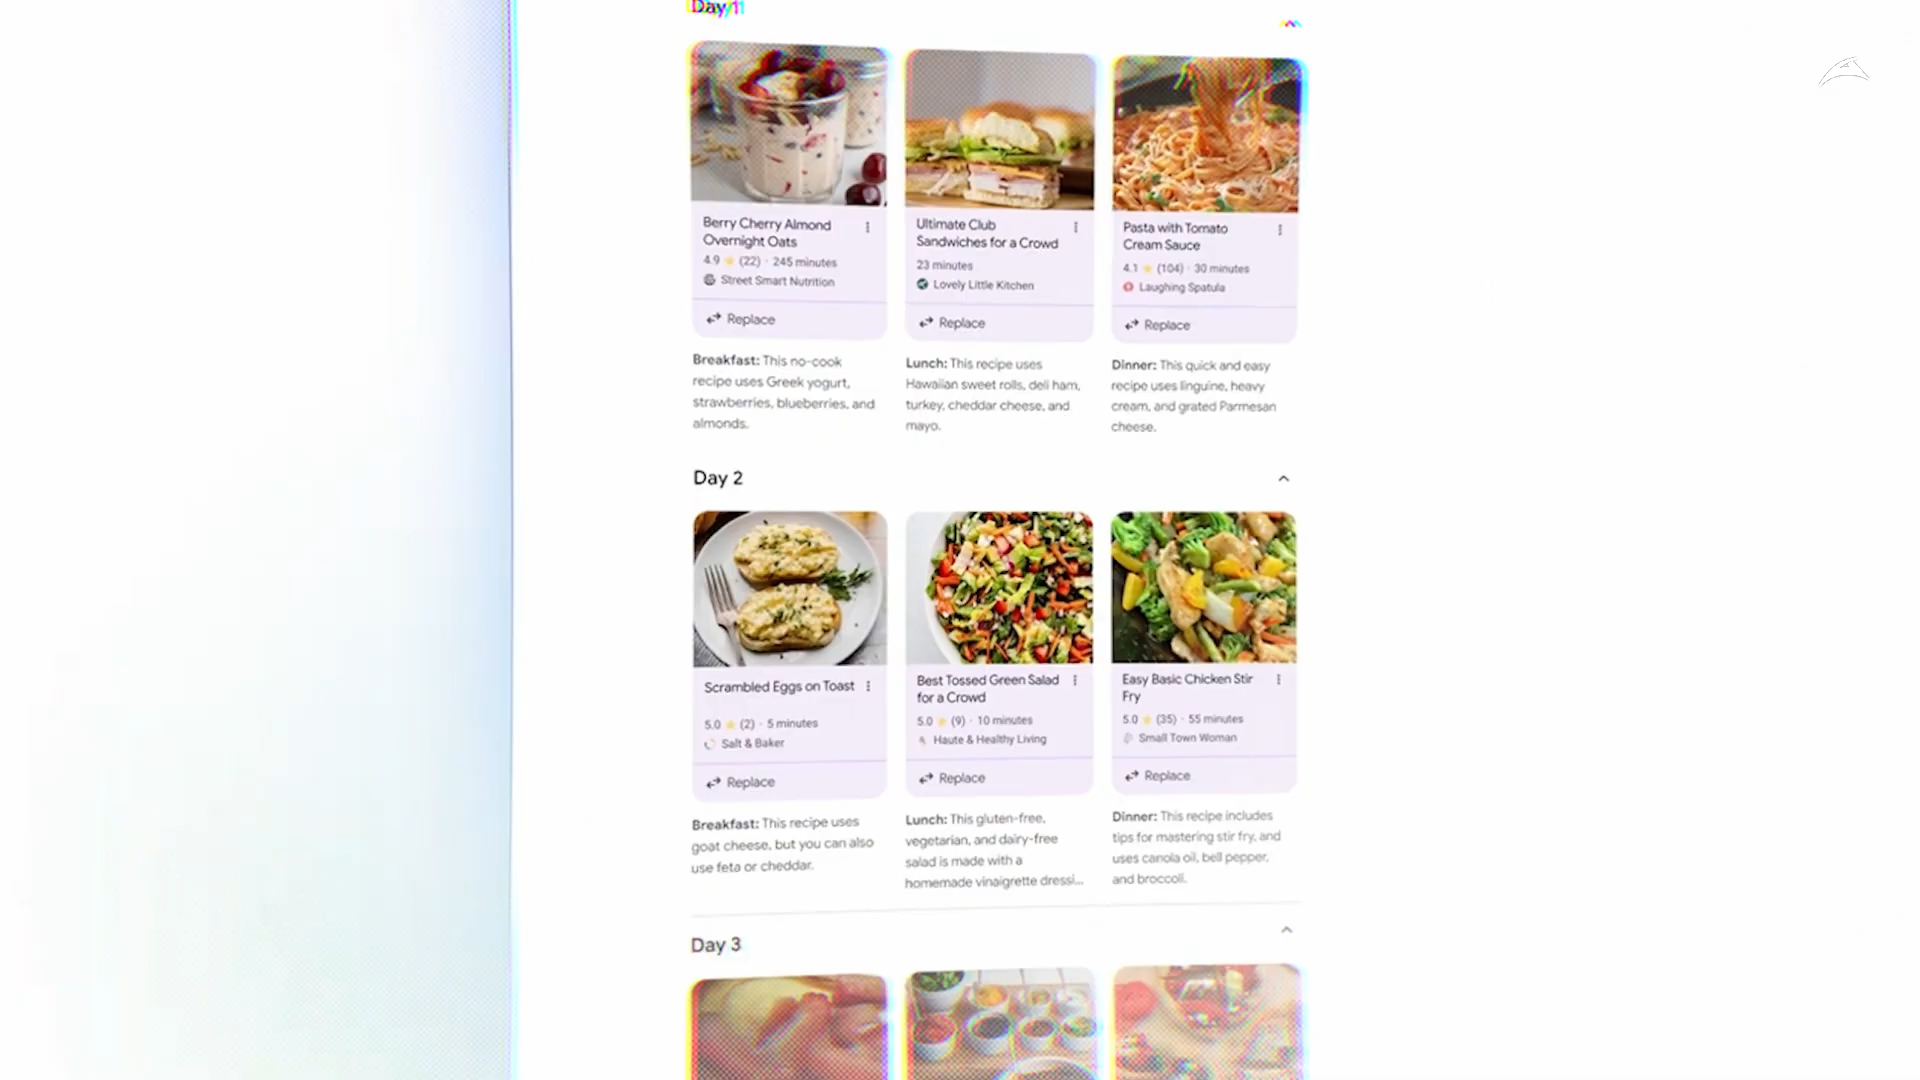 Day 1
Berry Cherry Almond
Overnight Oats
4.9 ★ (22) · 245 minutes
Street Smart Nutrition
Replace
Breakfast: This no-cook
recipe uses Greek yogurt,
strawberries, blueberries, and
almonds.
Ultimate Club
Sandwiches for a Crowd
23 minutes
Lovely Little Kitchen
Replace
Lunch: This recipe uses
Hawaiian sweet rolls, deli ham,
turkey, cheddar cheese, and
mayo.
Pasta with Tomato
Cream Sauce
4.1 ★ (104) · 30 minutes
Laughing Spatula
Replace
Dinner: This quick and easy
recipe uses linguine, heavy
cream, and grated Parmesan
cheese.
Day 2
Scrambled Eggs on Toast
5.0 ★ (2) · 5 minutes
Salt & Baker
Replace
Breakfast: This recipe uses
goat cheese, but you can also
use feta or cheddar.
Best Tossed Green Salad
for a Crowd
5.0 ★ (9) · 10 minutes
Haute & Healthy Living
Replace
Lunch: This gluten-free,
vegetarian, and dairy-free
salad is made with a
homemade vinaigrette dressi...
Easy Basic Chicken Stir
Fry
5.0 ★ (35) · 55 minutes
Small Town Woman
Replace
Dinner: This recipe includes
tips for mastering stir fry, and
uses canola oil, bell pepper,
and broccoli.
Day 3